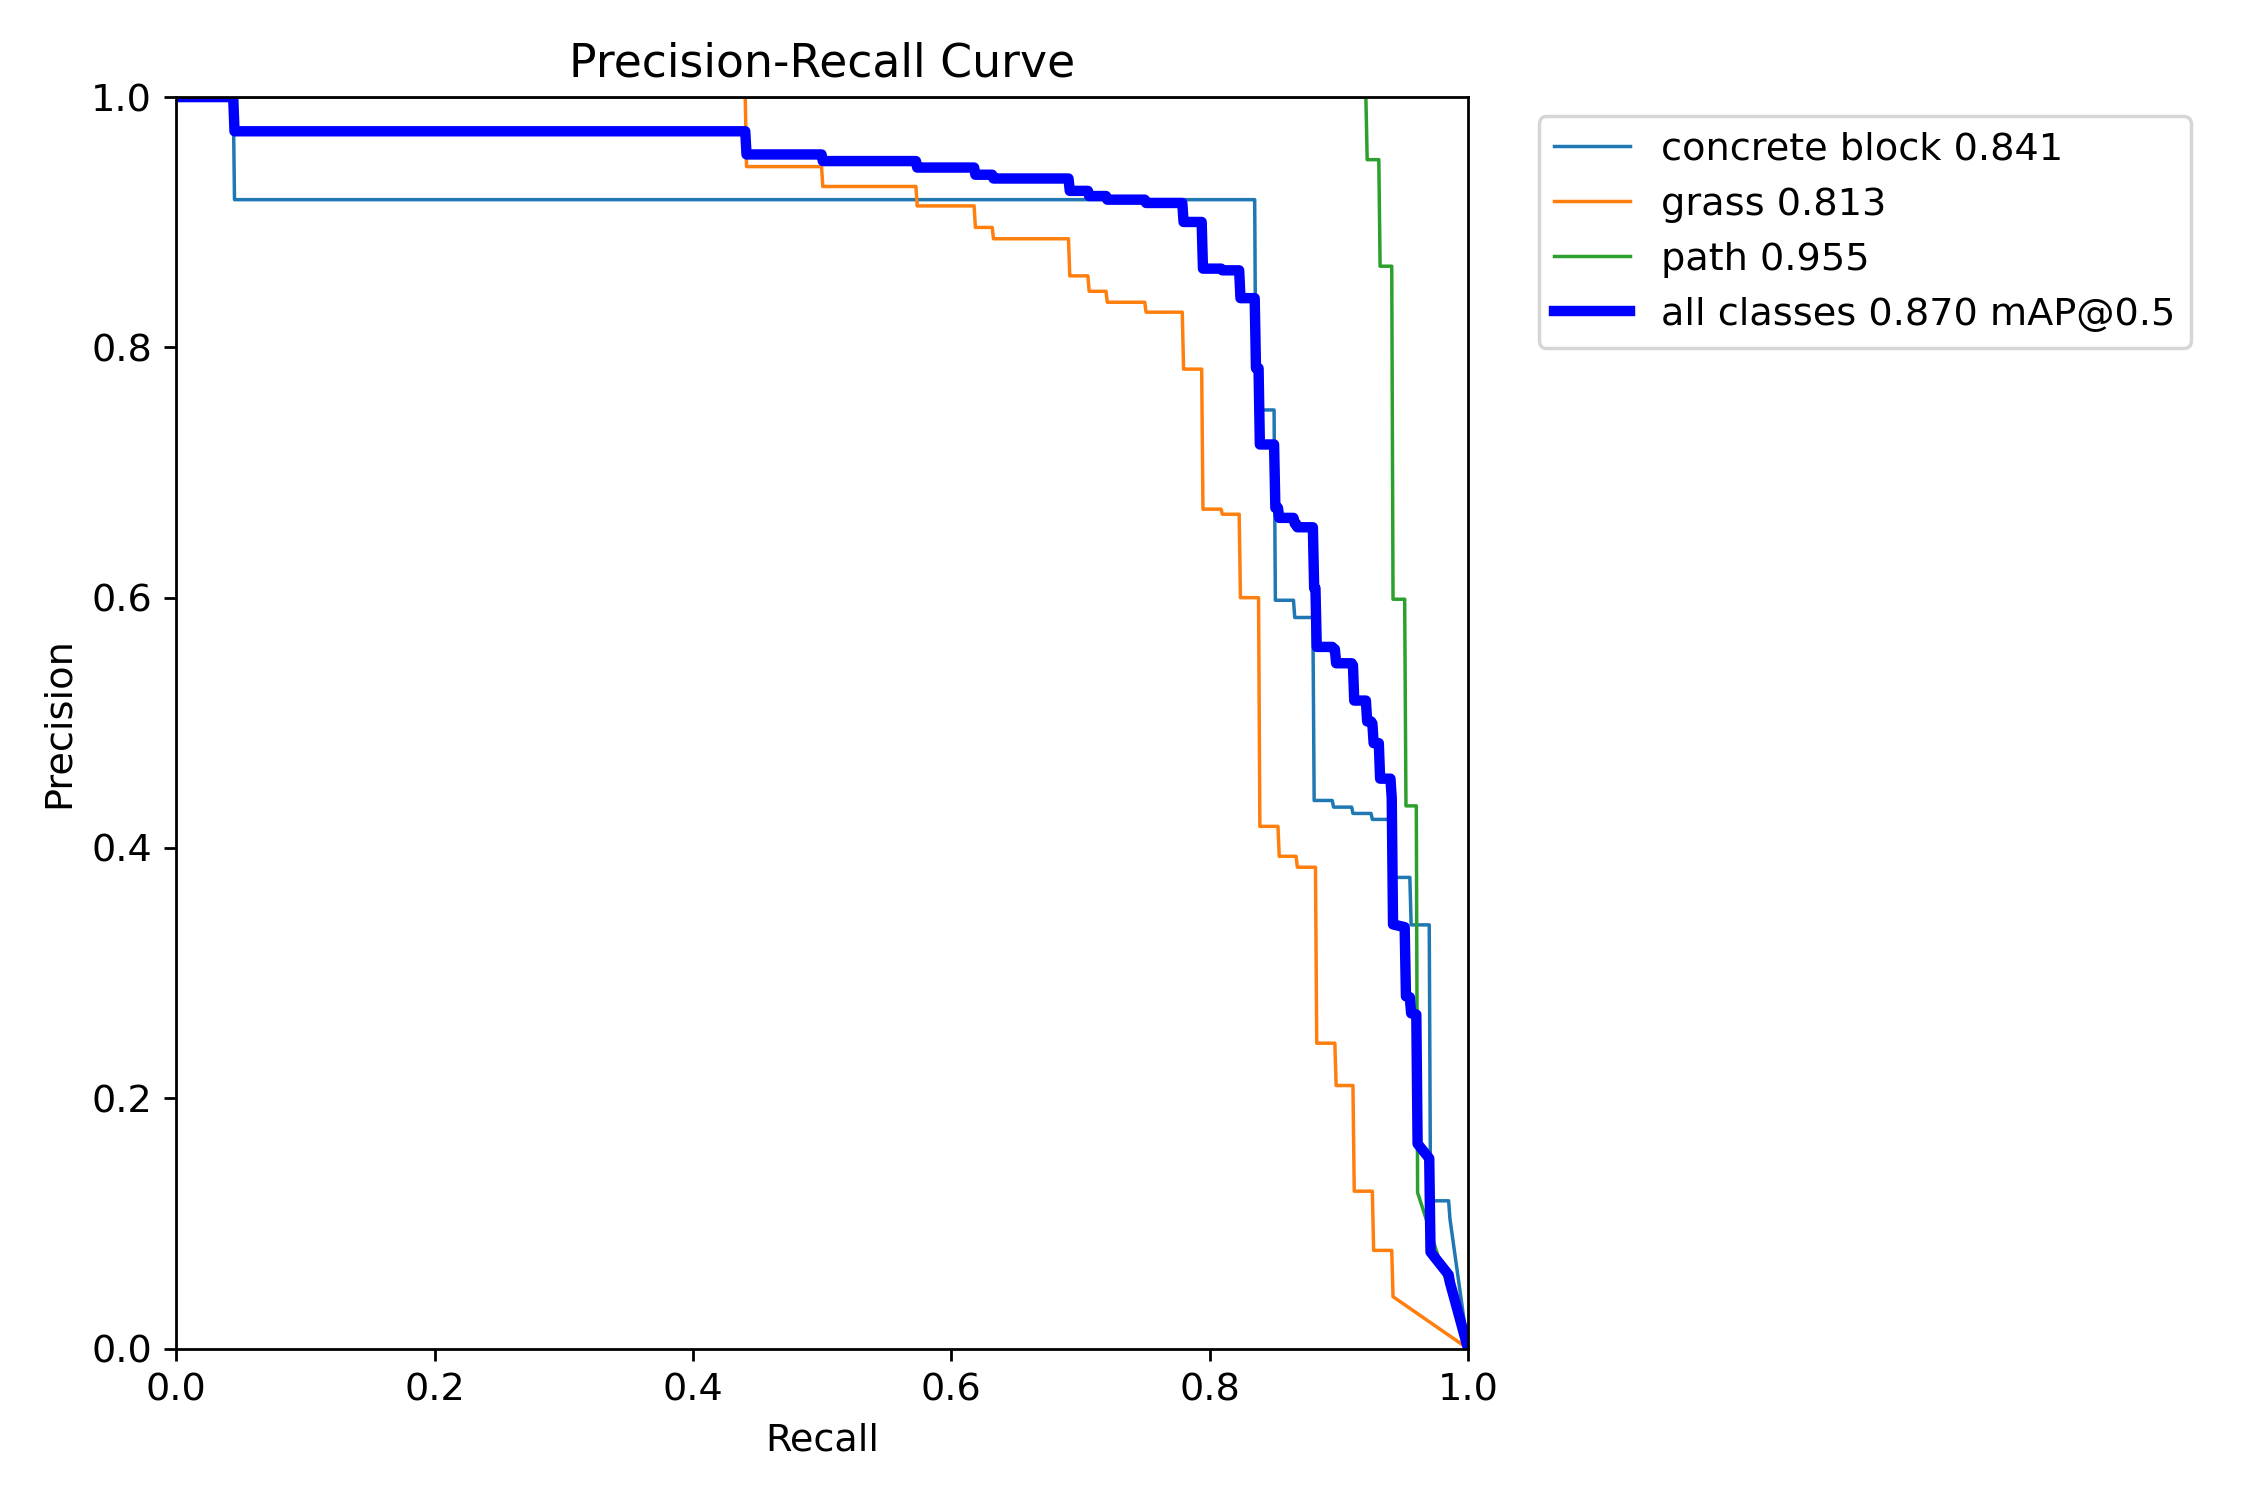 Precision-Recall Curve
1.0
0.8
0.6
0.4
0.2
0.0
Precision
0.0 0.2 0.4 0.6 0.8 1.0
Recall
concrete block 0.841
grass 0.813
path 0.955
all classes 0.870 mAP@0.5